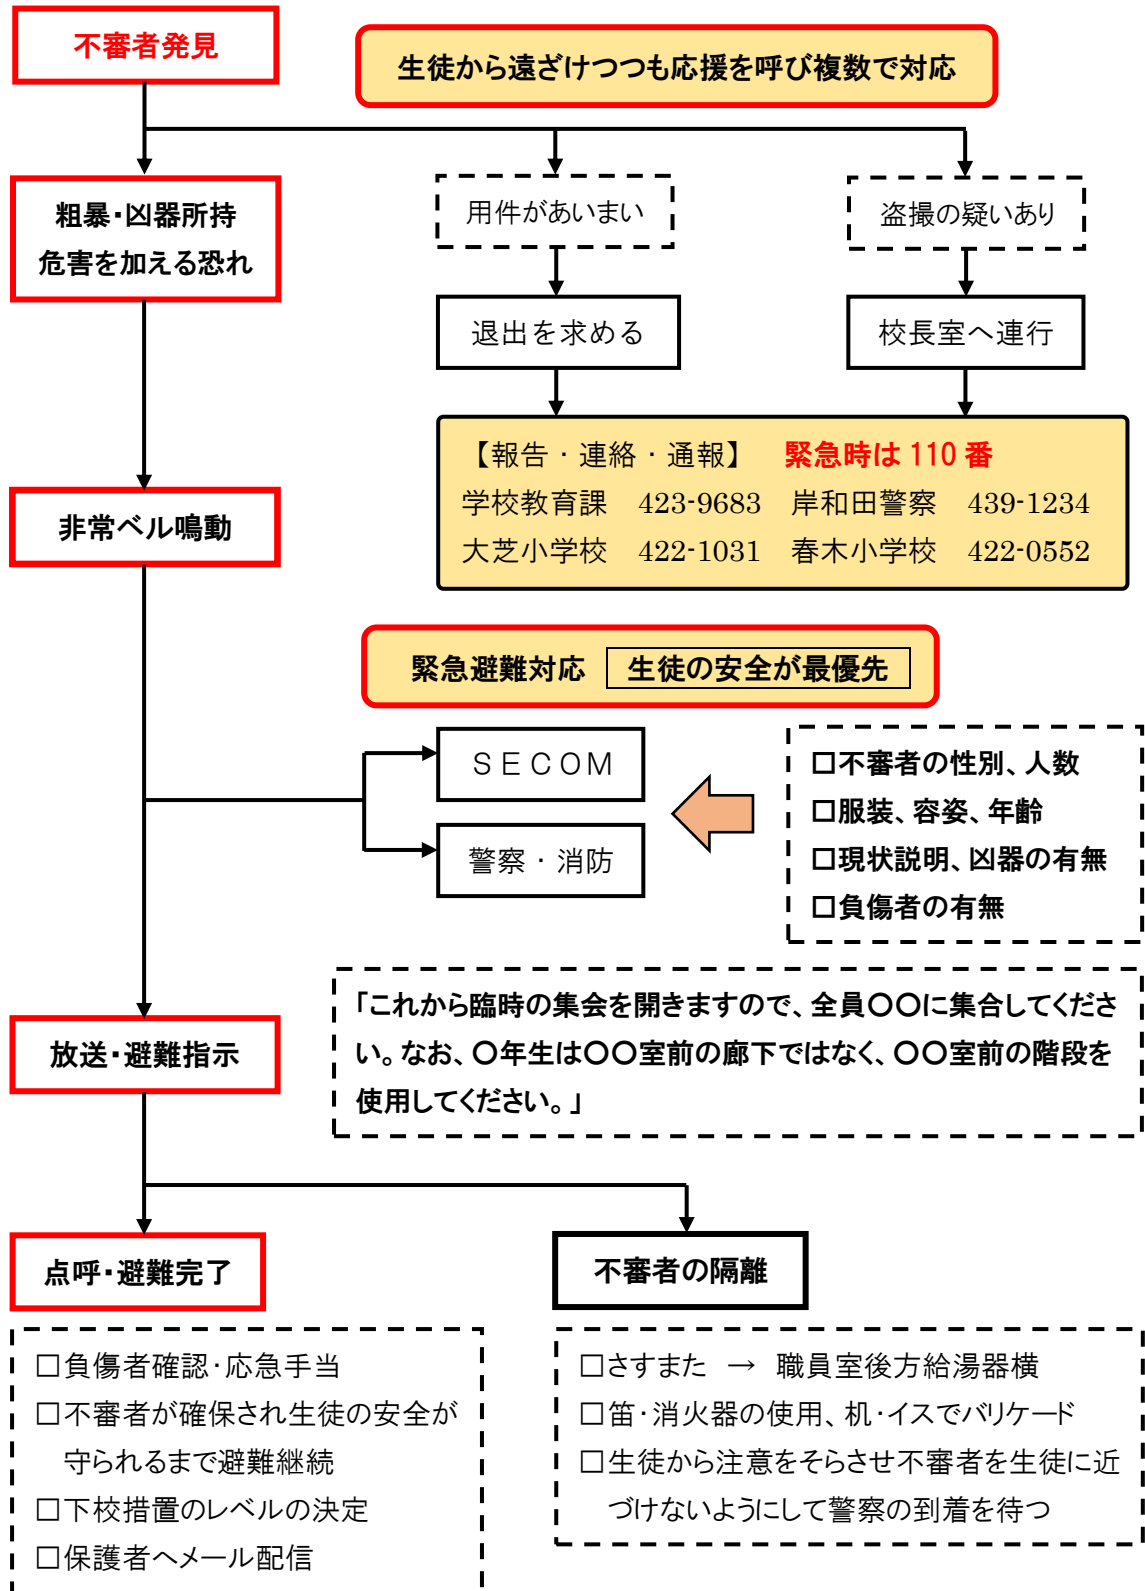 不審者発見
生徒から遠ざけつつも応援を呼び複数で対応
粗暴・凶器所持
危害を加える恐れ
用件があいまい
盗撮の疑いあり
退出を求める
校長室へ連行
【報告・連絡・通報】 緊急時は 110 番
学校教育課 423-9683 岸和田警察 439-1234
大芝小学校 422-1031 春木小学校 422-0552
非常ベル鳴動
緊急避難対応 生徒の安全が最優先
ＳＥＣＯＭ
警察・消防
□不審者の性別、人数
□服装、容姿、年齢
□現状説明、凶器の有無
□負傷者の有無
放送・避難指示
「これから臨時の集会を開きますので、全員〇〇に集合してくださ
い。なお、〇年生は〇〇室前の廊下ではなく、〇〇室前の階段を
使用してください。」
点呼・避難完了
不審者の隔離
□負傷者確認・応急手当
□不審者が確保され生徒の安全が
守られるまで避難継続
□下校措置のレベルの決定
□保護者へメール配信
□さすまた → 職員室後方給湯器横
□笛・消火器の使用、机・イスでバリケード
□生徒から注意をそらさせ不審者を生徒に近
づけないようにして警察の到着を待つ